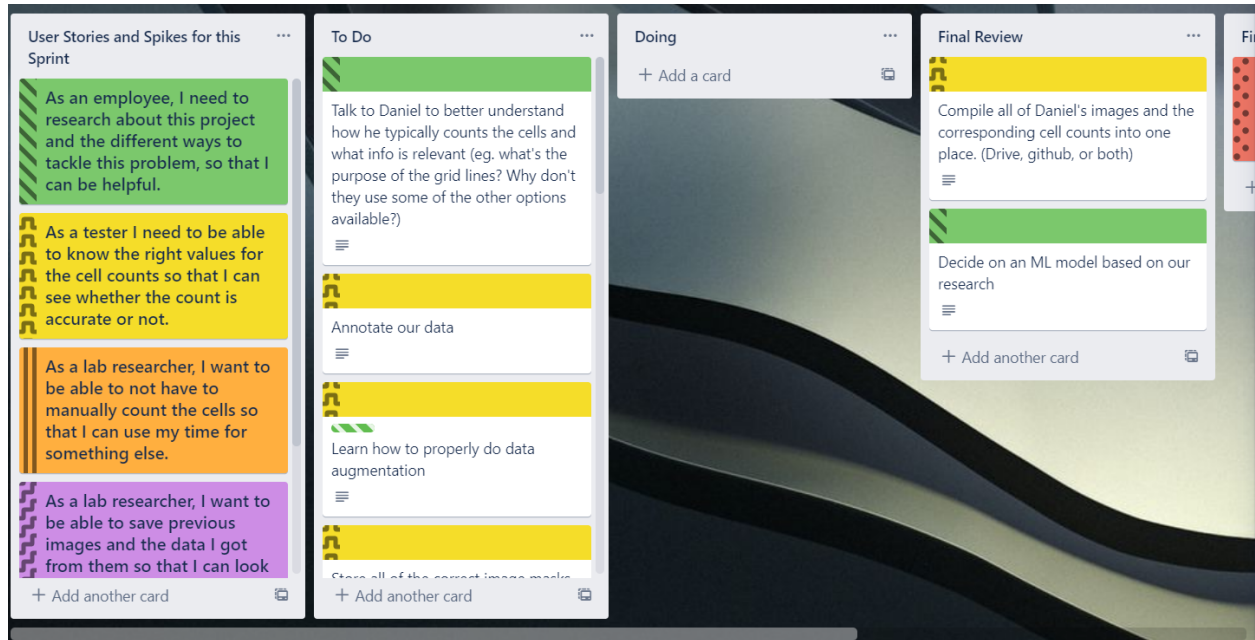 User Stories and Spikes for this
Sprint
As an employee, I need to
research about this project
and the different ways to
tackle this problem, so that I
can be helpful.
As a tester I need to be able
to know the right values for
the cell counts so that I can
see whether the count is
accurate or not.
As a lab researcher, I want to
be able to not have to
manually count the cells so
that I can use my time for
something else.
As a lab researcher, I want to
be able to save previous
images and the data I got
from them so that I can look
+ Add another card
To Do
Talk to Daniel to better understand
how he typically counts the cells and
what info is relevant (eg. what's the
purpose of the grid lines? Why don't
they use some of the other options
available?)
Annotate our data
Learn how to properly do data
augmentation
Store all of the correct image masks
+ Add another card
Doing
+ Add a card
Final Review
Compile all of Daniel's images and the
corresponding cell counts into one
place. (Drive, github, or both)
Decide on an ML model based on our
research
+ Add another card